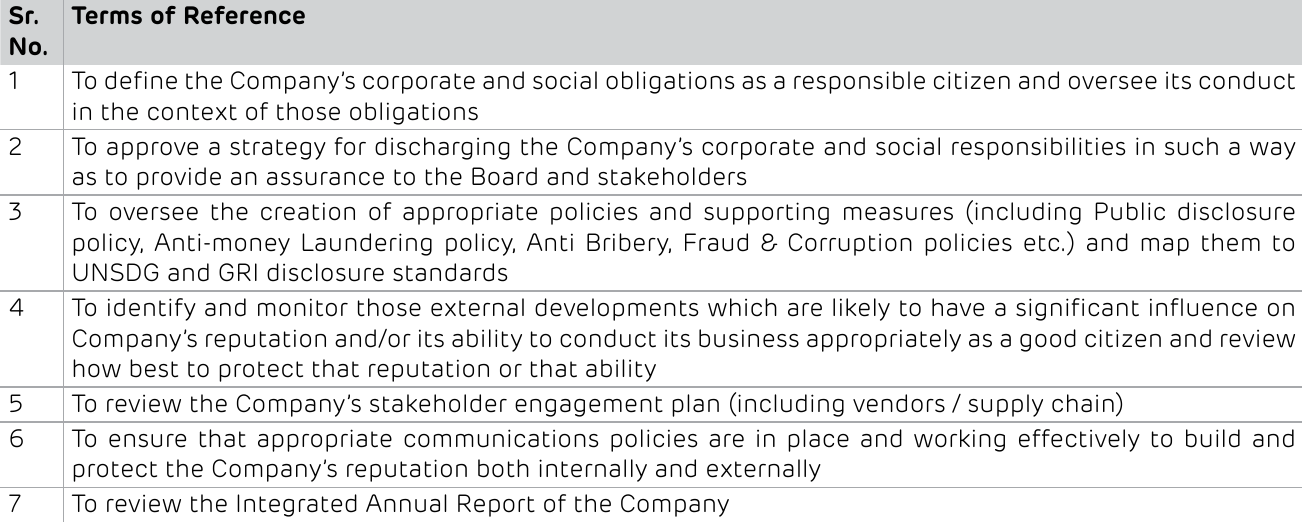 Sr. Terms of Reference
No.
1 To define the Company's corporate and social obligations as a responsible citizen and oversee its conduct
in the context of those obligations
2 To approve a strategy for discharging the Company's corporate and social responsibilities in such a way
as to provide an assurance to the Board and stakeholders
3 To oversee the creation of appropriate policies and supporting measures (including Public disclosure
policy, Anti-money Laundering policy, Anti Bribery, Fraud & Corruption policies etc.) and map them to
UNSDG and GRI disclosure standards
4 To identify and monitor those external developments which are likely to have a significant influence on
Company's reputation and/or its ability to conduct its business appropriately as a good citizen and review
how best to protect that reputation or that ability
5 To review the Company's stakeholder engagement plan (including vendors / supply chain)
6 To ensure that appropriate communications policies are in place and working effectively to build and
protect the Company's reputation both internally and externally
7 To review the Integrated Annual Report of the Company